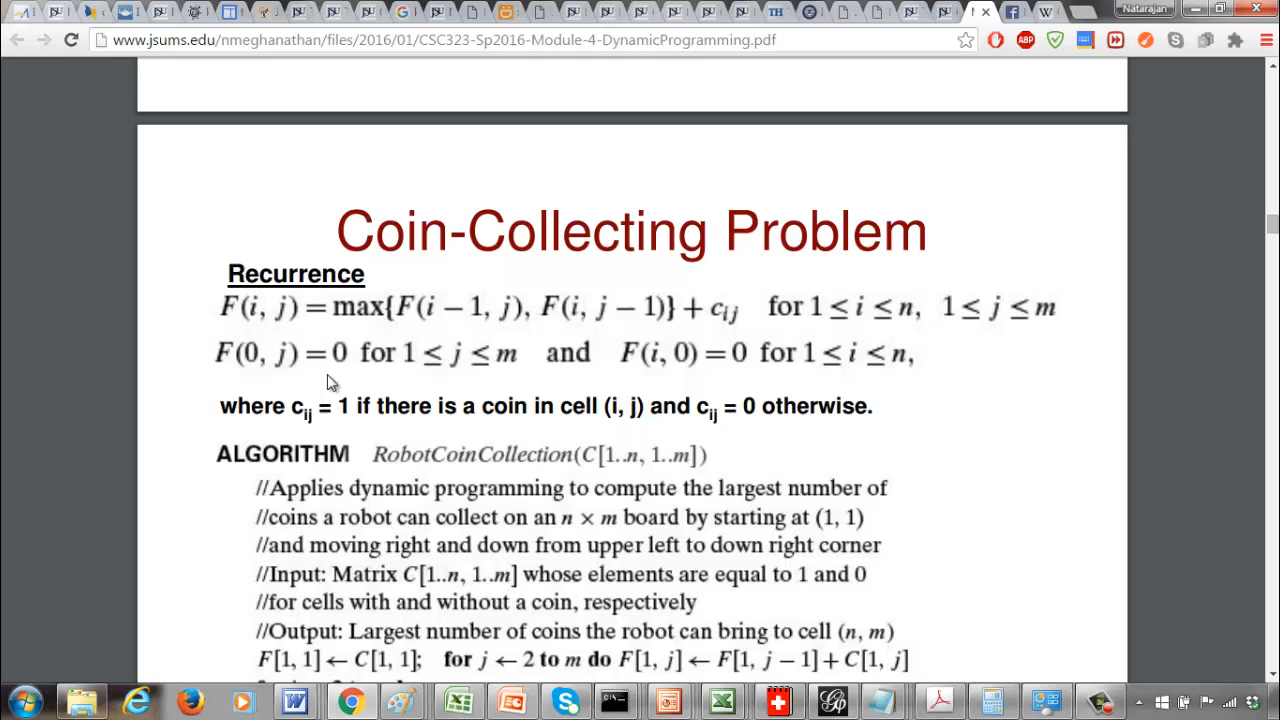 Natarajan
www.jsums.edu/nmeghanathan/files/2016/01/CSC323-Sp2016-Module-4-DynamicProgramming.pdf
Coin-Collecting Problem
Recurrence
F(i, j) = max{F(i − 1, j), F(i, j − 1)} + cij for 1 ≤ i ≤ n, 1 ≤ j ≤ m
F(0, j) = 0 for 1 ≤ j ≤ m and F(i, 0) = 0 for 1 ≤ i ≤ n,
where cij = 1 if there is a coin in cell (i, j) and cij = 0 otherwise.
ALGORITHM RobotCoinCollection(C[1..n, 1..m])
//Applies dynamic programming to compute the largest number of
//coins a robot can collect on an n × m board by starting at (1, 1)
//and moving right and down from upper left to down right corner
//Input: Matrix C[1..n, 1..m] whose elements are equal to 1 and 0
//for cells with and without a coin, respectively
//Output: Largest number of coins the robot can bring to cell (n, m)
F[1, 1] ← C[1, 1]; for j ← 2 to m do F[1, j] ← F[1, j − 1] + C[1, j]